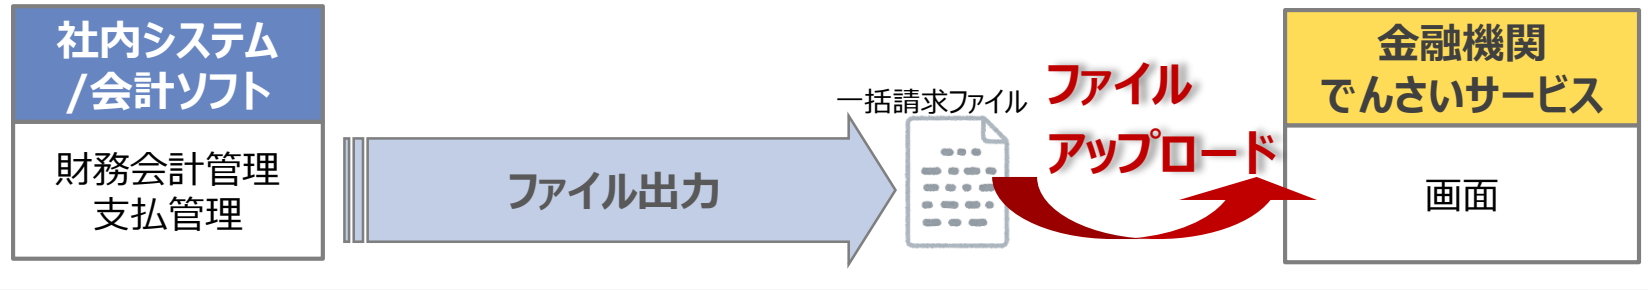 社内システム
/会計ソフト
財務会計管理
支払管理
ファイル出力
一括請求ファイル
ファイル
アップロード
金融機関
でんさいサービス
画面